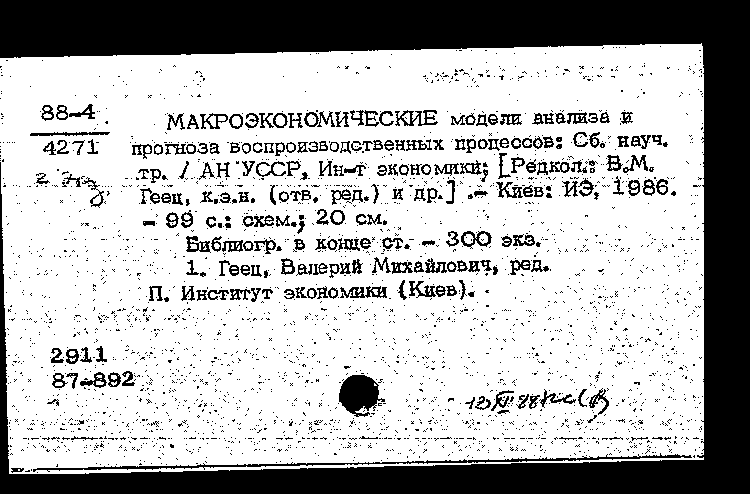 88-4
4271
МАКРОЭКОНОМИЧЕСКИЕ модели анализа и
прогноза воспроизводственных процессов: Сб. науч.
тр. / АН УССР, Ин-т экономики; [Редкол.: В.М.
Геец, к.э.н. (отв. ред.) и др.] .- Киев: ИЭ, 1986.
- 99 с.: схем.; 20 см.
Библиогр. в конце ст. - 300 экз.
1. Геец, Валерий Михайлович, ред.
П. Институт экономики (Киев).
2911
87-892